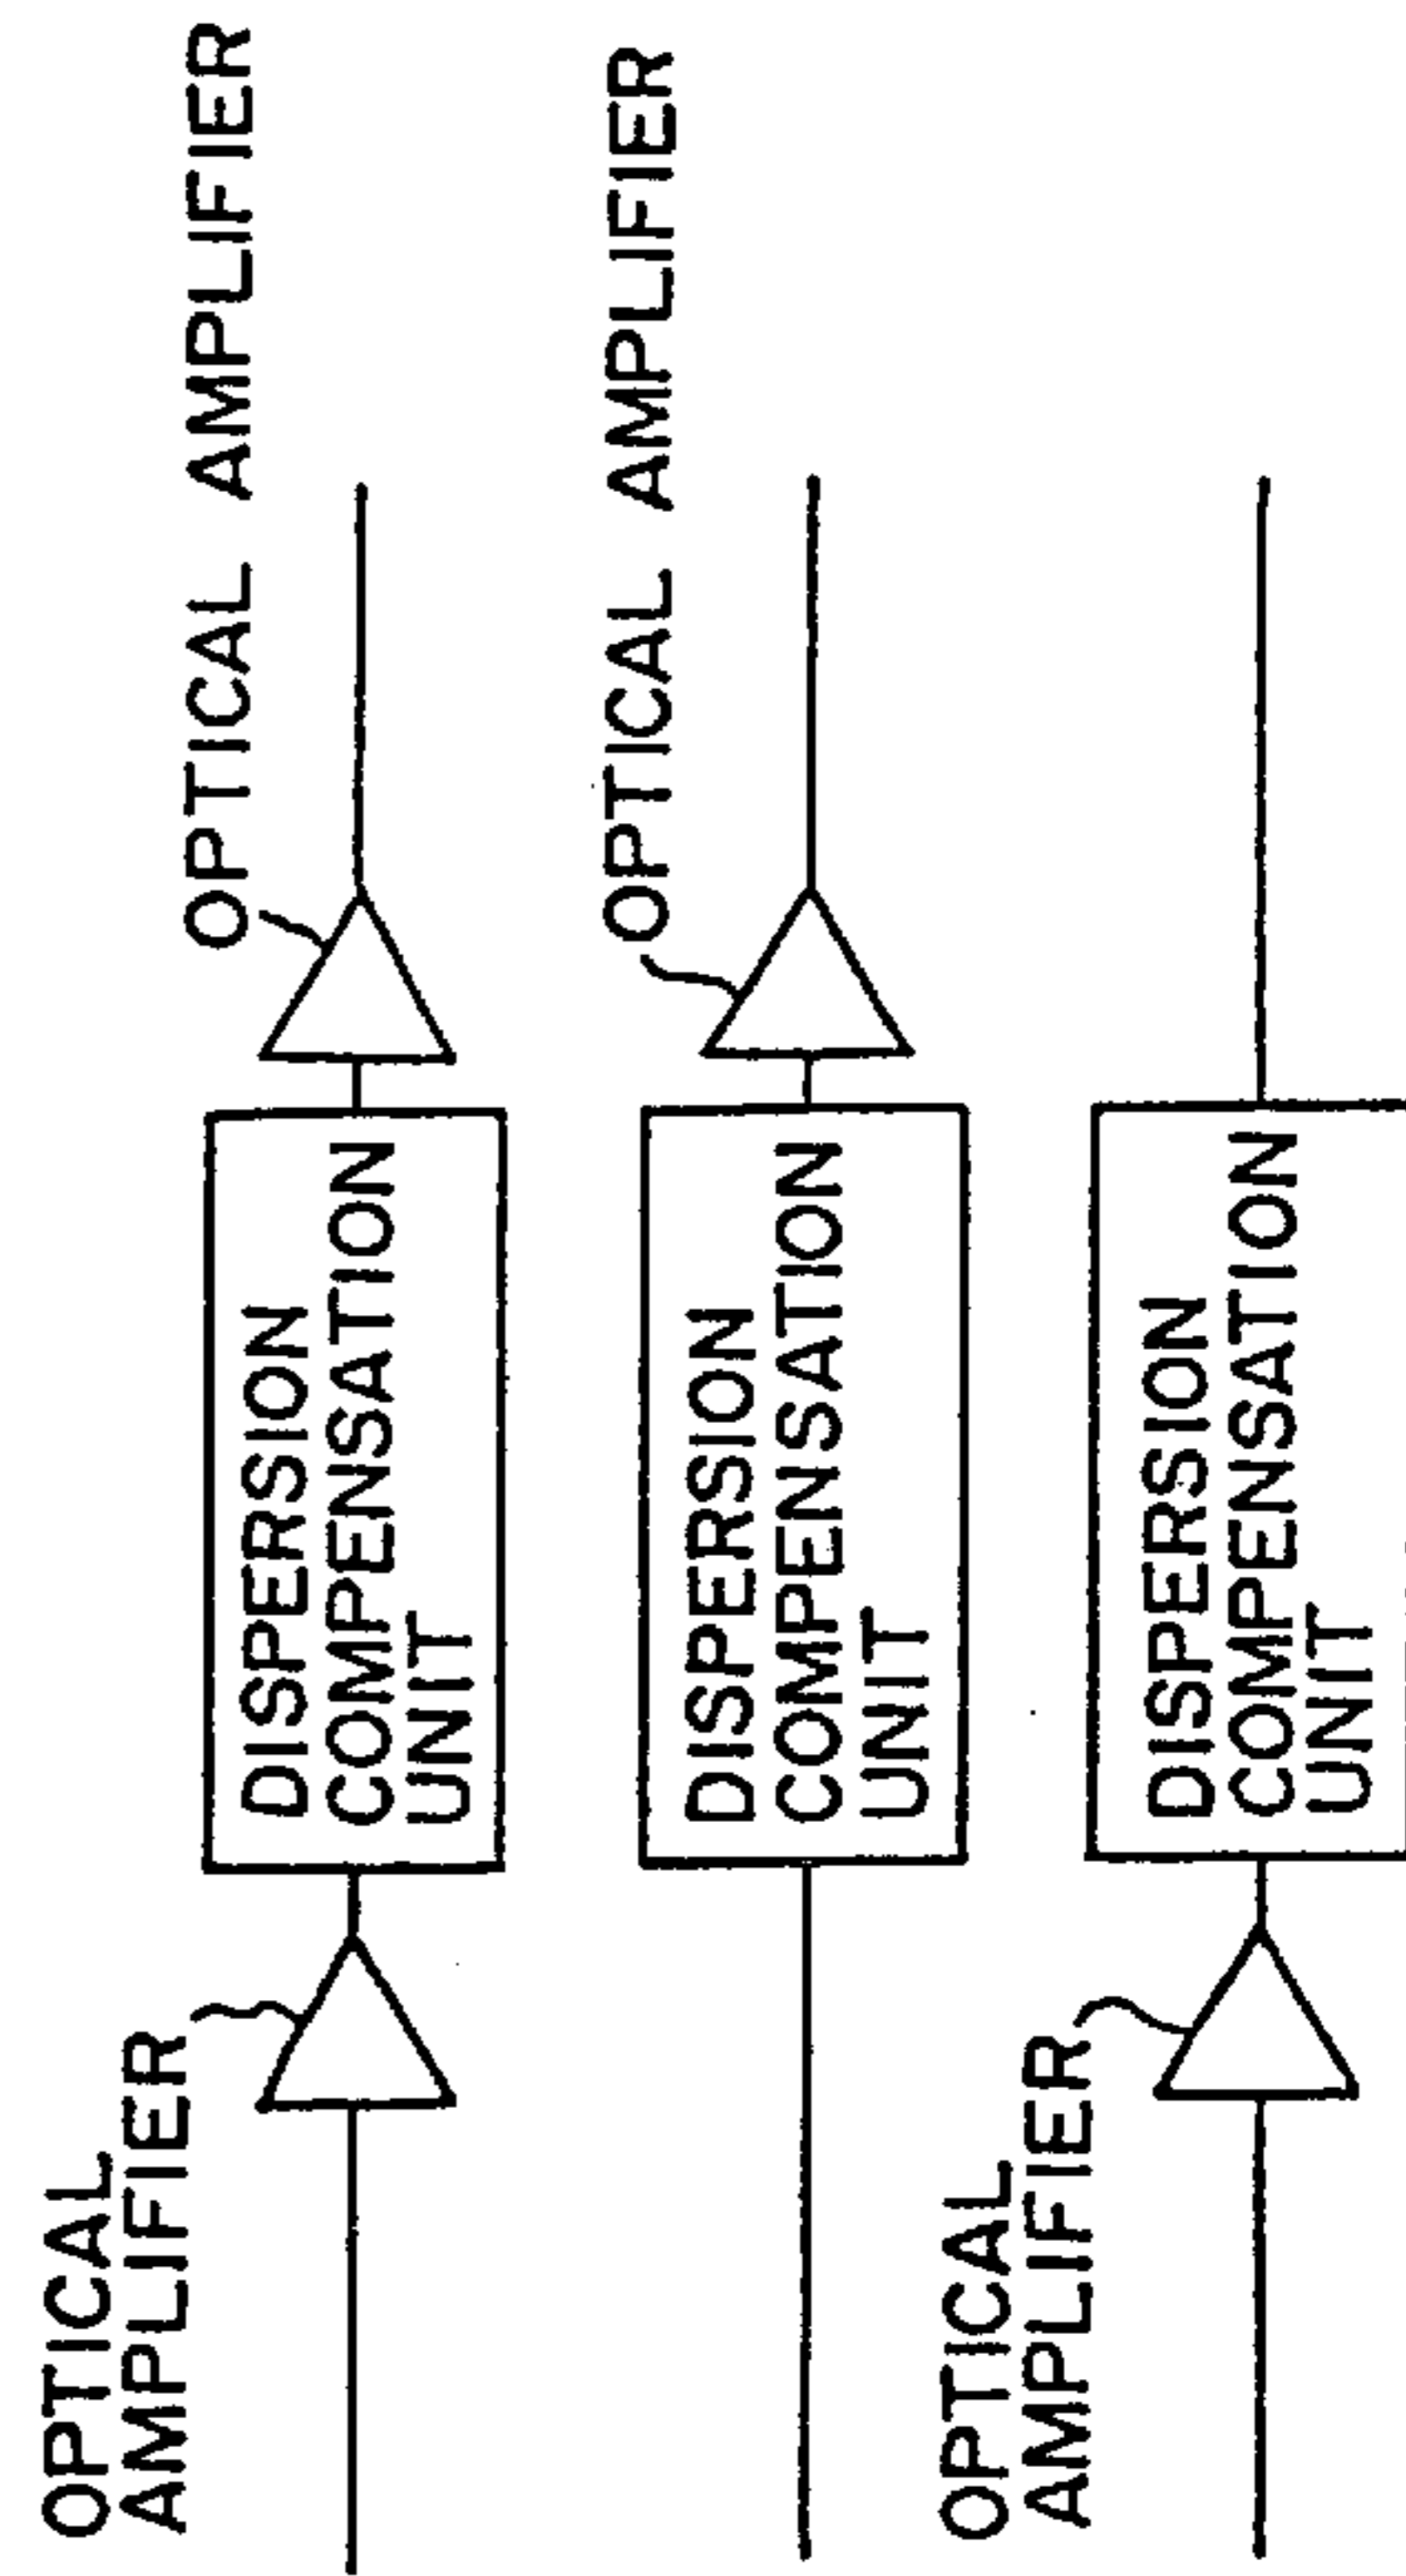 OPTICAL
AMPLIFIER
DISPERSION
COMPENSATION
UNIT
OPTICAL AMPLIFIER
DISPERSION
COMPENSATION
UNIT
OPTICAL AMPLIFIER
OPTICAL
AMPLIFIER
DISPERSION
COMPENSATION
UNIT